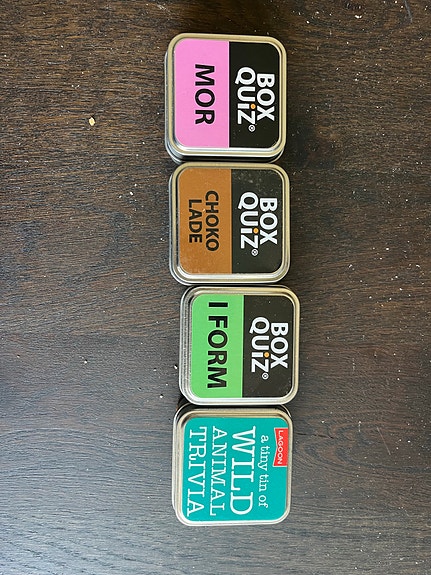 BOX
QUiZ®
MOR
BOX
QUiZ®
CHOKO
LADE
BOX
QUiZ®
I FORM
LAGOON
a tiny tin of
WILD
ANIMAL
TRIVIA